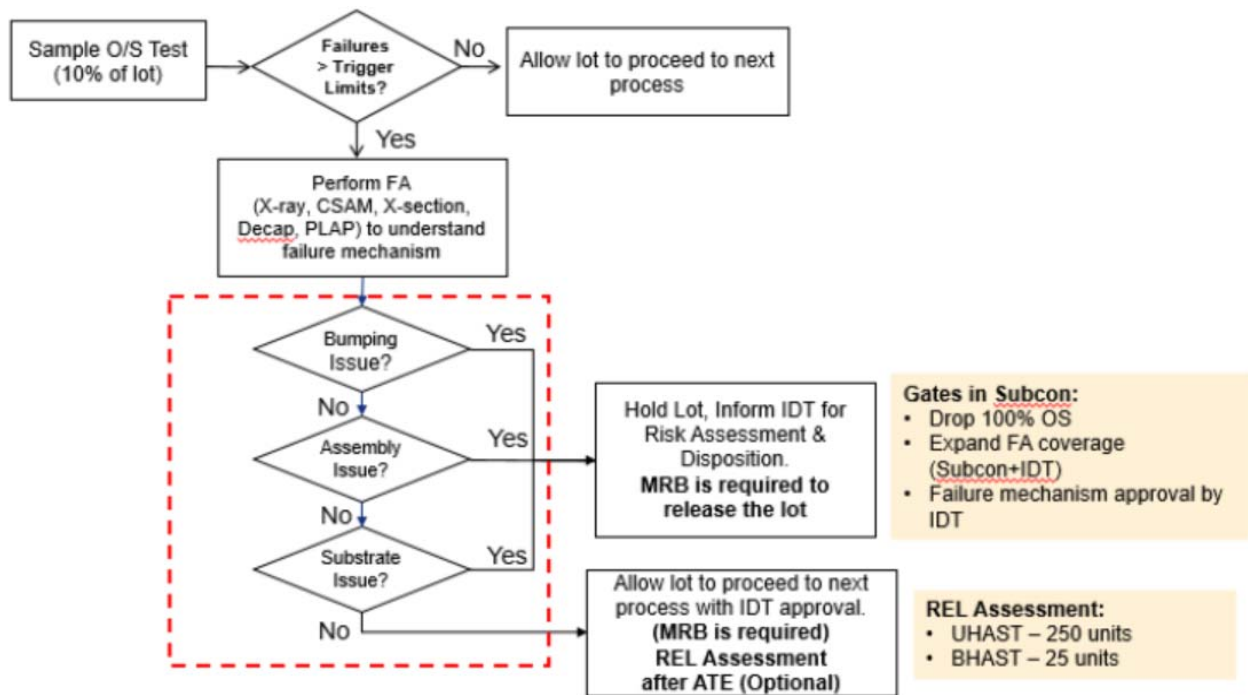 Sample O/S Test
(10% of lot)
Failures
> Trigger
Limits?
No
Allow lot to proceed to next
process
Yes
Perform FA
(X-ray, CSAM, X-section,
Decap, PLAP) to understand
failure mechanism
Bumping
Issue?
Yes
No
Assembly
Issue?
Yes
No
Substrate
Issue?
Yes
No
Hold Lot, Inform IDT for
Risk Assessment &
Disposition.
MRB is required to
release the lot
Gates in Subcon:
• Drop 100% OS
• Expand FA coverage
(Subcon+IDT)
• Failure mechanism approval by
IDT
Allow lot to proceed to next
process with IDT approval.
(MRB is required)
REL Assessment
after ATE (Optional)
REL Assessment:
• UHAST – 250 units
• BHAST – 25 units